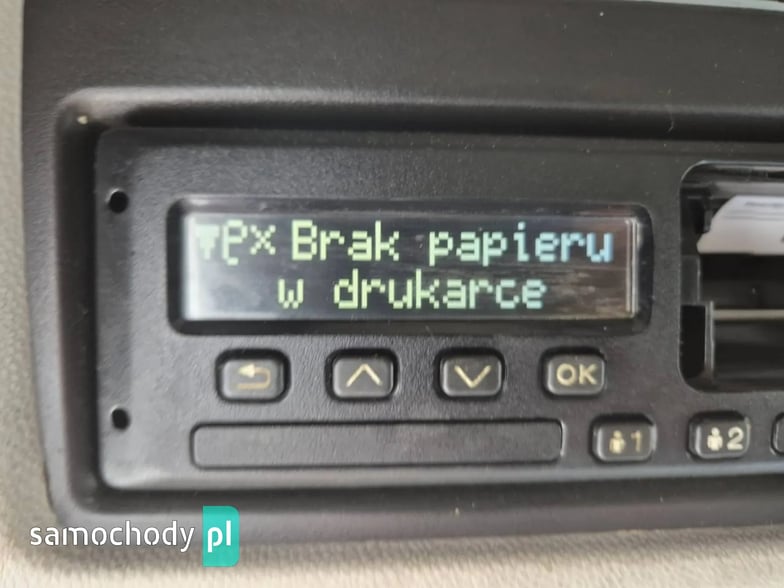 Brak papieru
w drukarce
OK
1
2
samochody pl